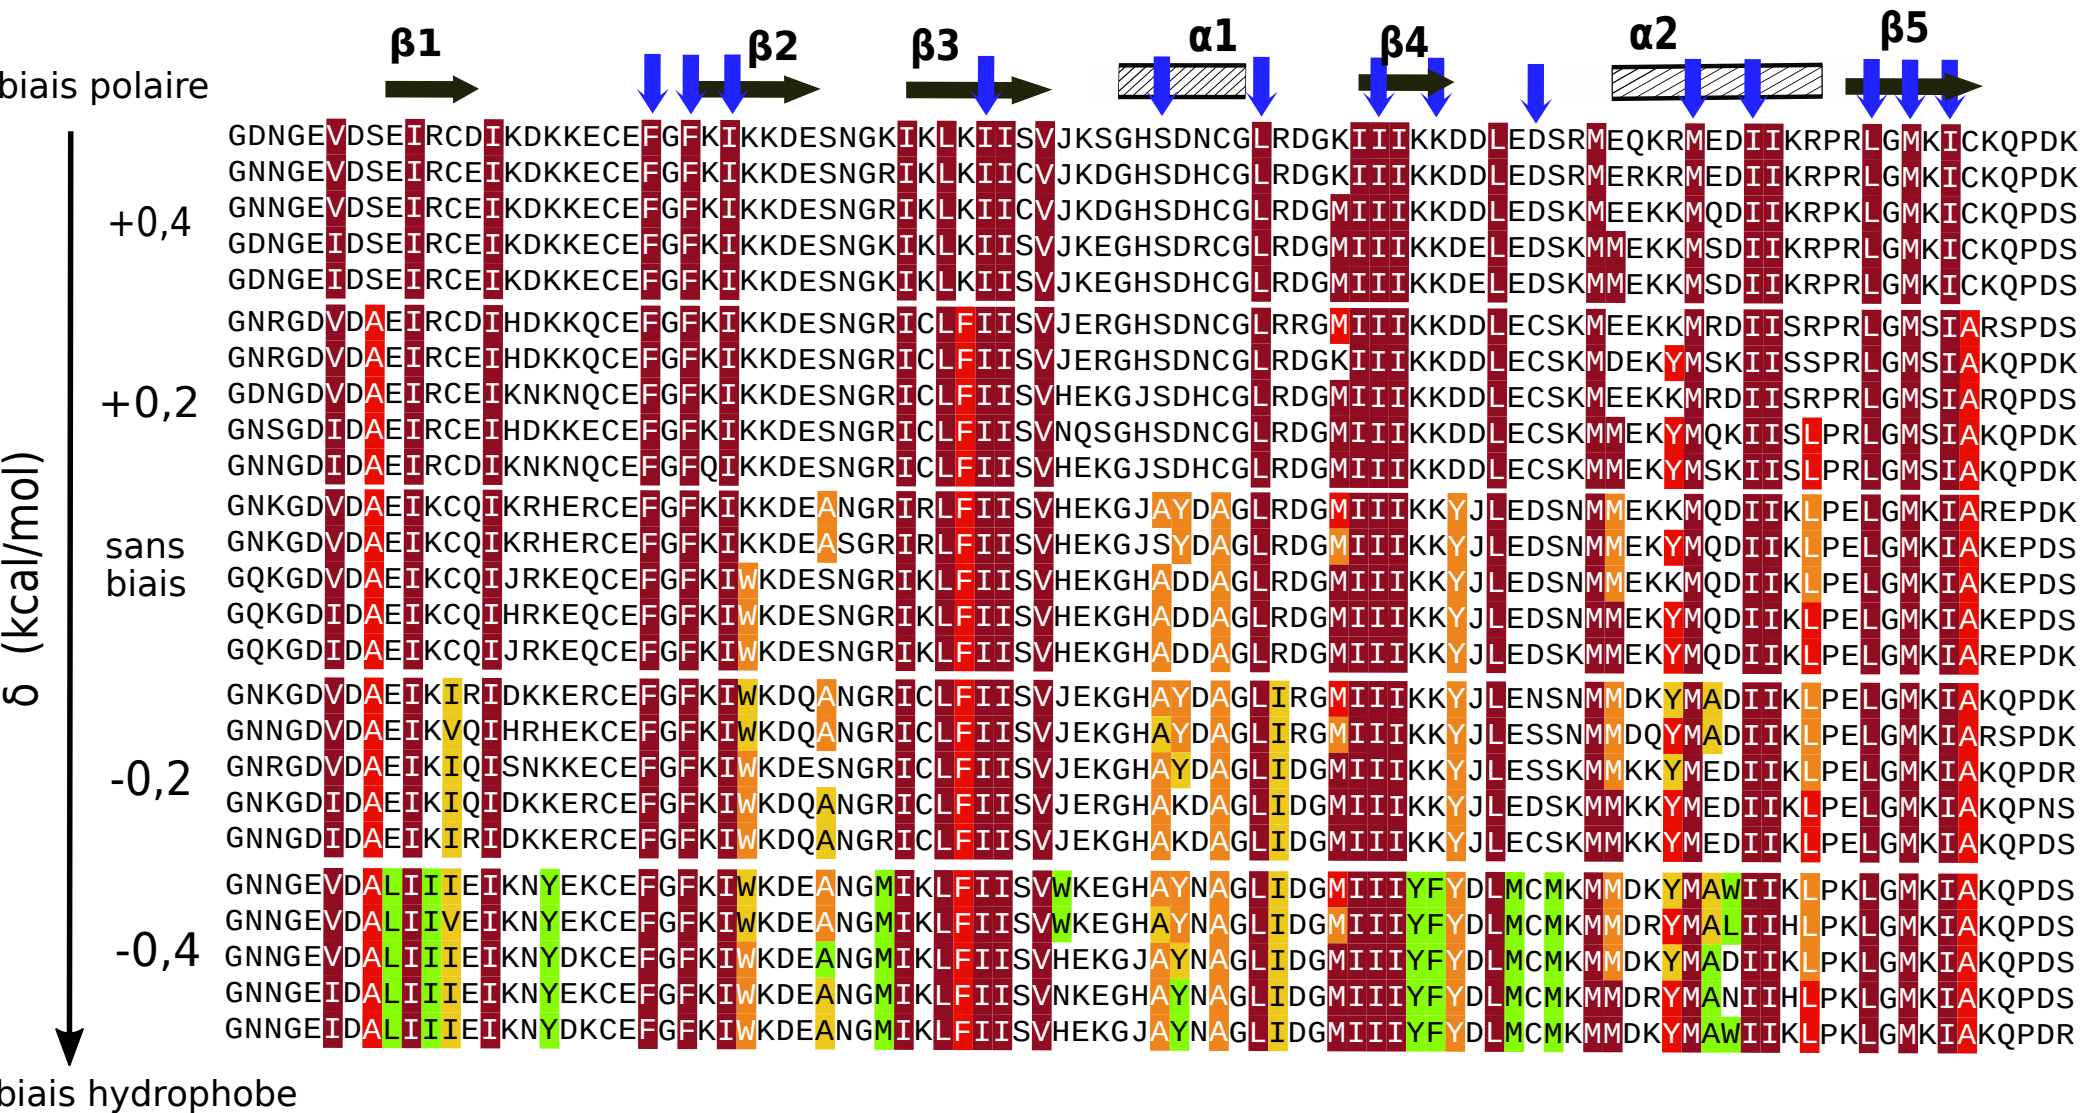 β1 β2 β3 α1 β4 α2 β5
biais polaire
GDNGEVDSEIRCDIKDKKECEFGFKIKKDESNGKIKLKIISVJKSGHSDNCGLRDGKIIIKKDDLEDSRMEQKRMEDIIKRPRLGMKICKQPDK
GNNGEVDSEIRCEIKDKKECEFGFKIKKDESNGRIKLKIICVJKDGHSDHCGLRDGKIIIKKDDLEDSRMERKRMEDIIKRPRLGMKICKQPDK
+0,4
GNNGEVDSEIRCEIKDKKECEFGFKIKKDESNGRIKLKIICVJKDGHSDHCGLRDGMIIIKKDDLEDSKMEEKKMQDIIKRPKLGMKICKQPDS
GDNGEIDSEIRCEIKDKKECEFGFKIKKDESNGKIKLKIISVJKEGHSDRCGLRDGMIIIKKDELEDSKMMEKKMSDIIKRPRLGMKICKQPDS
GDNGEIDSEIRCEIKDKKECEFGFKIKKDESNGKIKLKIISVJKEGHSDHCGLRDGMIIIKKDELEDSKMMEKKMSDIIKRPRLGMKICKQPDS
GNRGDVDAEIRCDIHDKKQCEFGFKIKKDESNGRICLFIISVJERGHSDNCGLRRGMIIIKKDDLECSKMEEKKMRDIISRPRLGMSIARSPDS
GNRGDVDAEIRCEIHDKKQCEFGFKIKKDESNGRICLFIISVJERGHSDNCGLRDGKIIIKKDDLECSKMDEKYMSKIISSPRLGMSIAKQPDK
+0,2
GDNGDVDAEIRCEIKNKNQCEFGFKIKKDESNGRICLFIISVHEKGJSDHCGLRDGMIIIKKDDLECSKMEEKKMRDIISRPRLGMSIARQPDS
GNSGDIDAEIRCEIHDKKECEFGFKIKKDESNGRICLFIISVNQSGHSDNCGLRDGMIIIKKDDLECSKMMEKYMQKIISLPRLGMSIAKQPDK
GNNGDIDAEIRCDIKNKNQCEFGFQIKKDESNGRICLFIISVHEKGJSDHCGLRDGMIIIKKDDLECSKMMEKYMSKIISLPRLGMSIAKQPDK
GNKGDVDAEIKCQIKRHERCEFGFKIKKDEANGRIRLFIISVHEKGJAYDAGLRDGMIIIKKYJLEDSNMMEKKMQDIIKLPELGMKIAREPDK
sans
biais
GNKGDVDAEIKCQIKRHERCEFGFKIKKDEASGRIRLFIISVHEKGJSYDAGLRDGMIIIKKYJLEDSNMMEKYMQDIIKLPELGMKIAKEPDS
GQKGDVDAEIKCQIJRKEQCEFGFKIWKDESNGRIKLFIISVHEKGHADDAGLRDGMIIIKKYJLEDSNMMEKKMQDIIKLPELGMKIAKEPDS
GQKGDIDAEIKCQIHRKEQCEFGFKIWKDESNGRIKLFIISVHEKGHADDAGLRDGMIIIKKYJLEDSNMMEKYMQDIIKLPELGMKIAKEPDS
GQKGDIDAEIKCQIJRKEQCEFGFKIWKDESNGRIKLFIISVHEKGHADDAGLRDGMIIIKKYJLEDSKMMEKYMQDIIKLPELGMKIAREPDK
GNKGDVDAEIKIRIDKKERCEFGFKIWKDQANGRICLFIISVJEKGHAYDAGLIRGMIIIKKYJLENSNMMDKYMADIIKLPELGMKIAKQPDK
GNNGDVDAEIKVQIHRHEKCEFGFKIWKDQANGRICLFIISVJEKGHAYDAGLIRGMIIIKKYJLESSNMMDQYMADIIKLPELGMKIARSPDK
-0,2
GNRGDVDAEIKIQISNKKECEFGFKIWKDESNGRICLFIISVJEKGHAYDAGLIDGMIIIKKYJLESSKMMKKYMEDIIKLPELGMKIAKQPDR
GNKGDIDAEIKIQIDKKERCEFGFKIWKDQANGRICLFIISVJERGHAKDAGLIDGMIIIKKYJLEDSKMMKKYMEDIIKLPELGMKIAKQPNS
GNNGDIDAEIKIRIDKKERCEFGFKIWKDQANGRICLFIISVJEKGHAKDAGLIDGMIIIKKYJLECSKMMKKYMEDIIKLPELGMKIAKQPDS
GNNGEVDALIIIEIKNYEKCEFGFKIWKDEANGMIKLFIISVWKEGHAYNAGLIDGMIIIYFYDLMCMKMMDKYMAWIIKLPKLGMKIAKQPDS
GNNGEVDALIIVEIKNYEKCEFGFKIWKDEANGMIKLFIISVWKEGHAYNAGLIDGMIIIYFYDLMCMKMMDRYMALIIHLPKLGMKIAKQPDS
-0,4
GNNGEVDALIIIEIKNYDKCEFGFKIWKDEANGMIKLFIISVHEKGJAYNAGLIDGMIIIYFYDLMCMKMMDKYMADIIKLPKLGMKIAKQPDS
GNNGEIDALIIIEIKNYEKCEFGFKIWKDEANGMIKLFIISVNKEGHAYNAGLIDGMIIIYFYDLMCMKMMDRYMANIIHLPKLGMKIAKQPDS
GNNGEIDALIIIEIKNYDKCEFGFKIWKDEANGMIKLFIISVHEKGJAYNAGLIDGMIIIYFYDLMCMKMMDKYMAWIIKLPKLGMKIAKQPDR
δ (kcal/mol)
biais hydrophobe